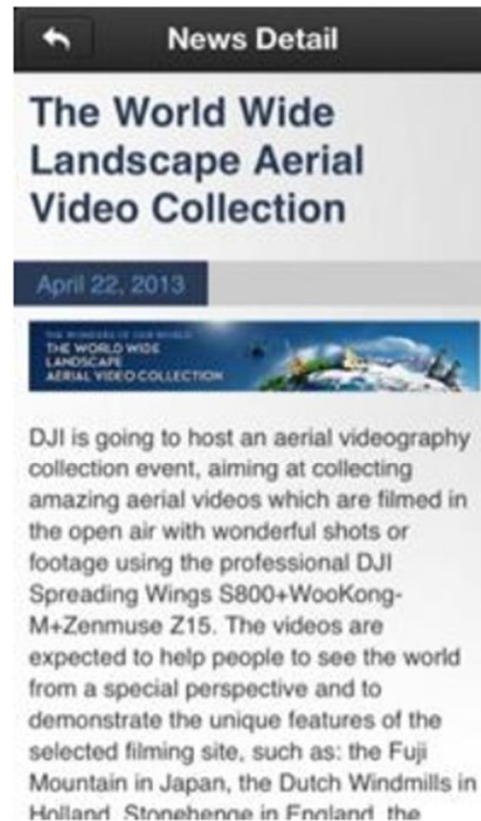 News Detail
The World Wide
Landscape Aerial
Video Collection
April 22, 2013
THE WONDERS OF OUR WORLD
THE WORLD WIDE
LANDSCAPE
AERIAL VIDEO COLLECTION
DJI is going to host an aerial videography
collection event, aiming at collecting
amazing aerial videos which are filmed in
the open air with wonderful shots or
footage using the professional DJI
Spreading Wings S800+WooKong-
M+Zenmuse Z15. The videos are
expected to help people to see the world
from a special perspective and to
demonstrate the unique features of the
selected filming site, such as: the Fuji
Mountain in Japan, the Dutch Windmills in
Holland, Stonehenge in England, the